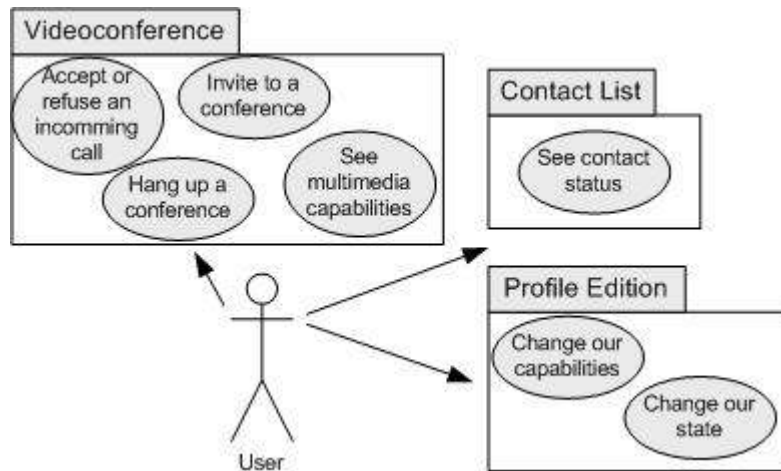 Videoconference
Accept or
refuse an
incomming
call
Invite to a
conference
Hang up a
conference
See
multimedia
capabilities
Contact List
See contact
status
Profile Edition
Change our
capabilities
Change our
state
User